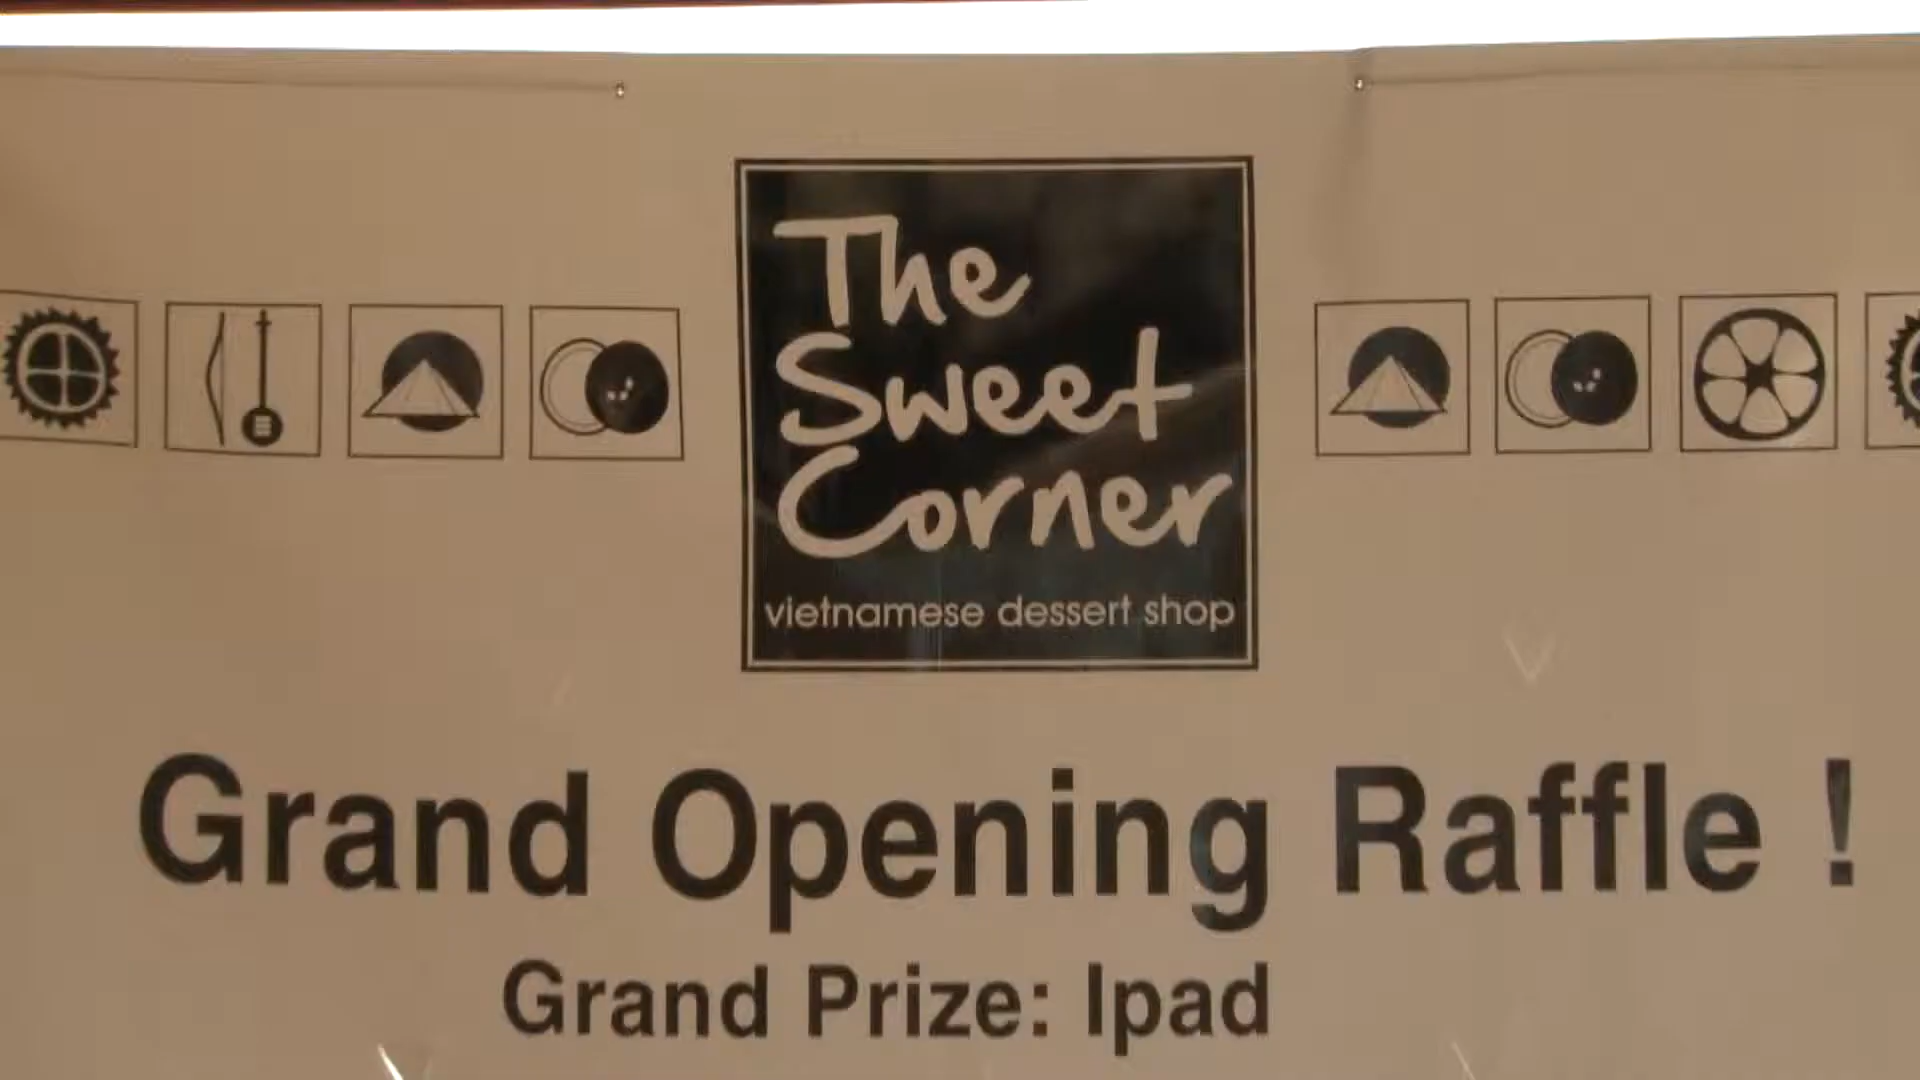 The
Sweet
Corner
vietnamese dessert shop
Grand Opening Raffle !
Grand Prize: Ipad